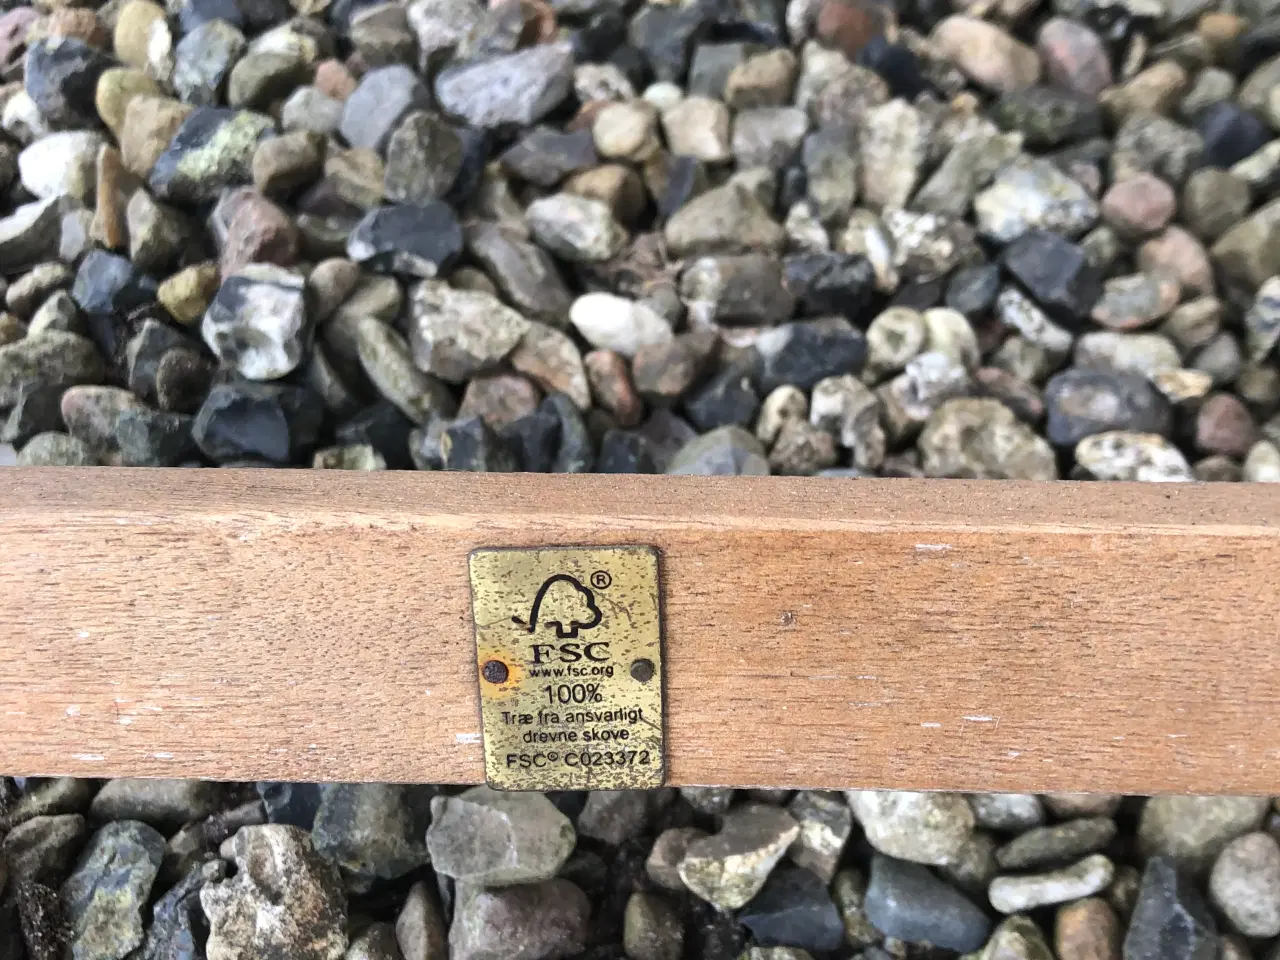 ®
FSC
www.fsc.org
100%
Træ fra ansvarligt
drevne skove
FSC® C023372